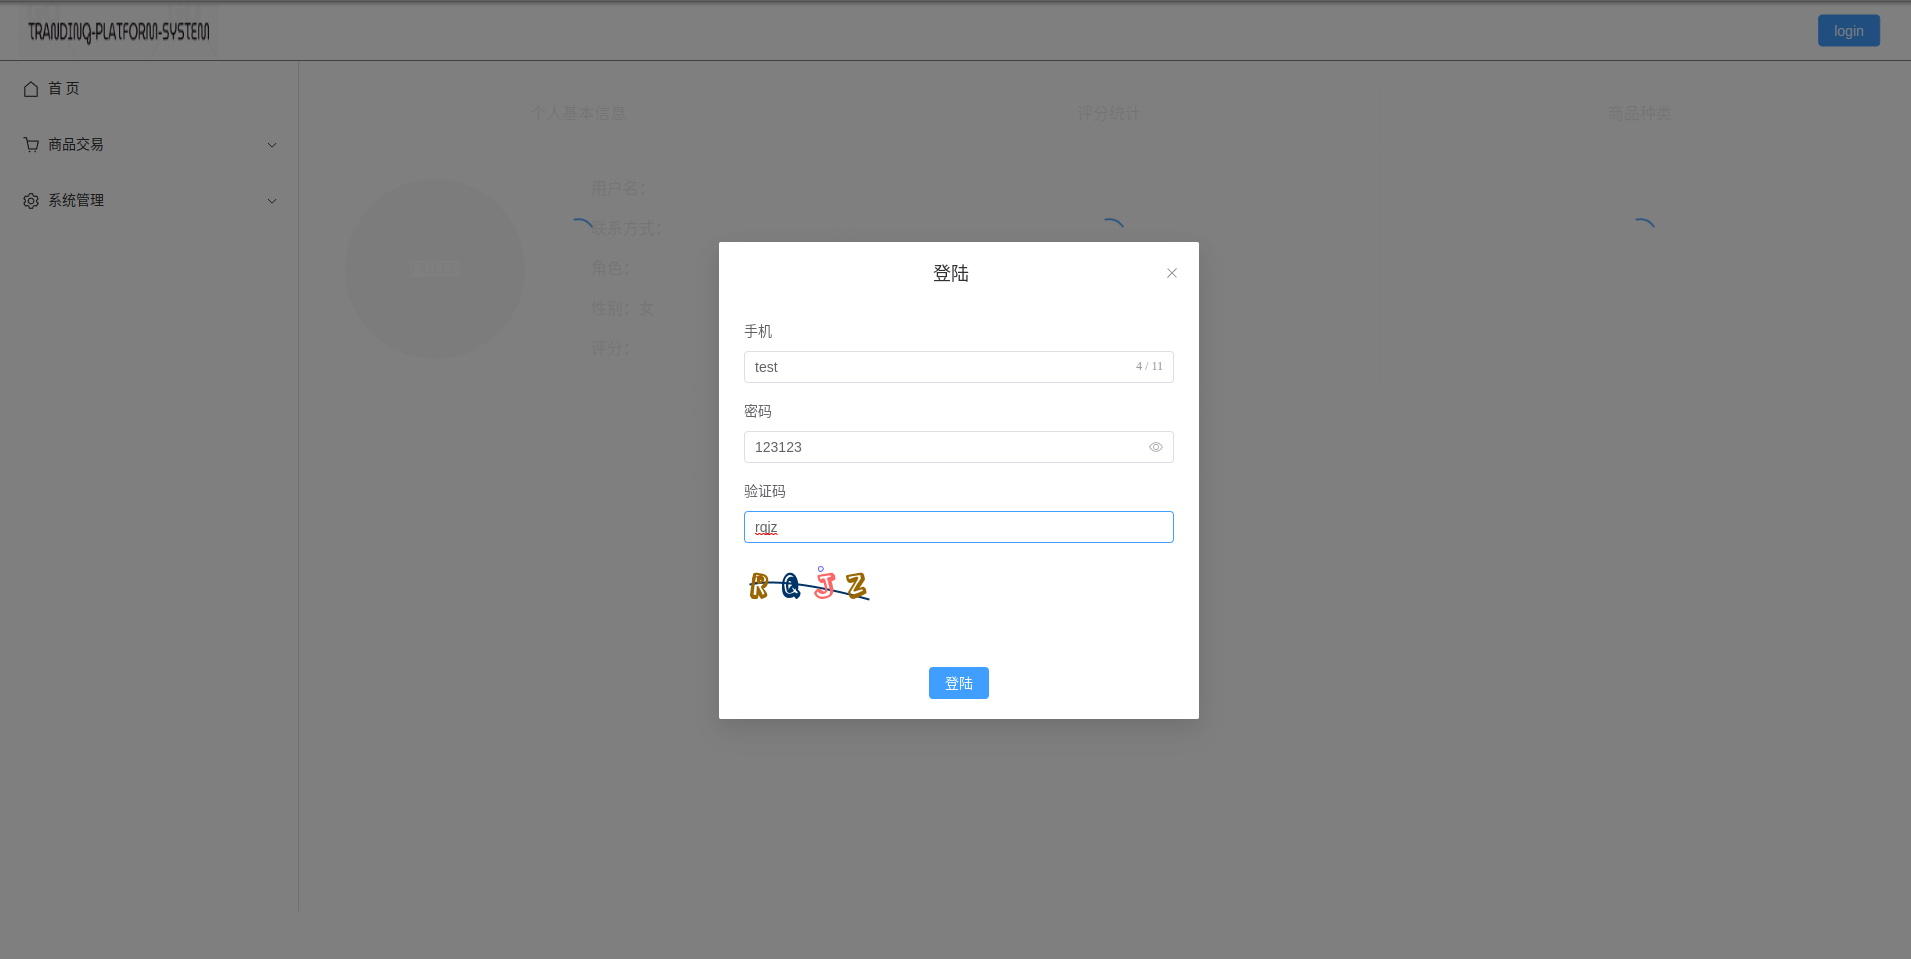 TRANDING-PLATFORM-SYSTEM
login
首 页
商品交易
系统管理
个人基本信息
评分统计
商品种类
用户名：
联系方式：
角色：
性别：女
评分：
登陆
手机
test
4 / 11
密码
123123
验证码
rqjz
RQJZ
登陆